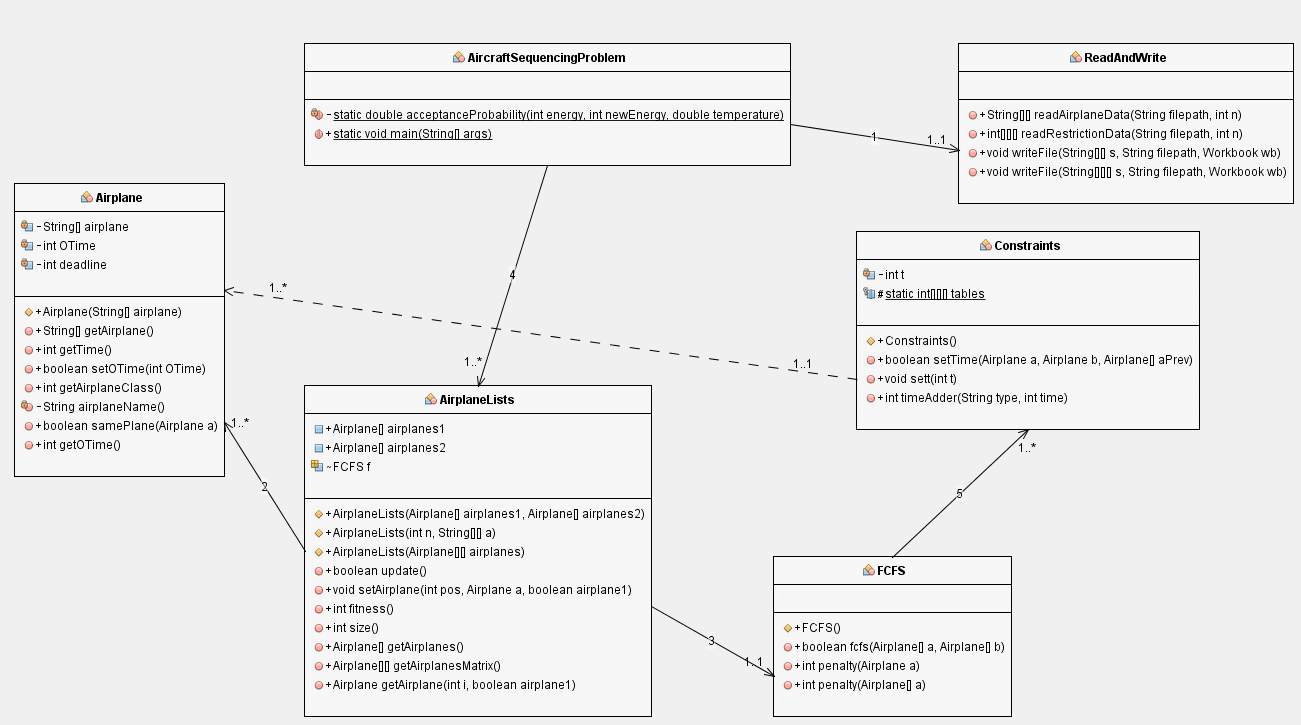 AircraftSequencingProblem
- static double acceptanceProbability(int energy, int newEnergy, double temperature)
+ static void main(String[] args)
ReadAndWrite
+ String[][] readAirplaneData(String filepath, int n)
+ int[][][] readRestrictionData(String filepath, int n)
+ void writeFile(String[][] s, String filepath, Workbook wb)
+ void writeFile(String[][][] s, String filepath, Workbook wb)
1
1..1
Airplane
- String[] airplane
- int OTime
- int deadline
+ Airplane(String[] airplane)
+ String[] getAirplane()
+ int getTime()
+ boolean setOTime(int OTime)
+ int getAirplaneClass()
- String airplaneName()
+ boolean samePlane(Airplane a)
+ int getOTime()
Constraints
- int t
# static int[][][] tables
+ Constraints()
+ boolean setTime(Airplane a, Airplane b, Airplane[] aPrev)
+ void sett(int t)
+ int timeAdder(String type, int time)
4
1..*
1..*
1..1
AirplaneLists
+ Airplane[] airplanes1
+ Airplane[] airplanes2
~ FCFS f
+ AirplaneLists(Airplane[] airplanes1, Airplane[] airplanes2)
+ AirplaneLists(int n, String[][] a)
+ AirplaneLists(Airplane[][] airplanes)
+ boolean update()
+ void setAirplane(int pos, Airplane a, boolean airplane1)
+ int fitness()
+ int size()
+ Airplane[] getAirplanes()
+ Airplane[][] getAirplanesMatrix()
+ Airplane getAirplane(int i, boolean airplane1)
1..*
2
1..*
5
3
1..1
FCFS
+ FCFS()
+ boolean fcfs(Airplane[] a, Airplane[] b)
+ int penalty(Airplane a)
+ int penalty(Airplane[] a)